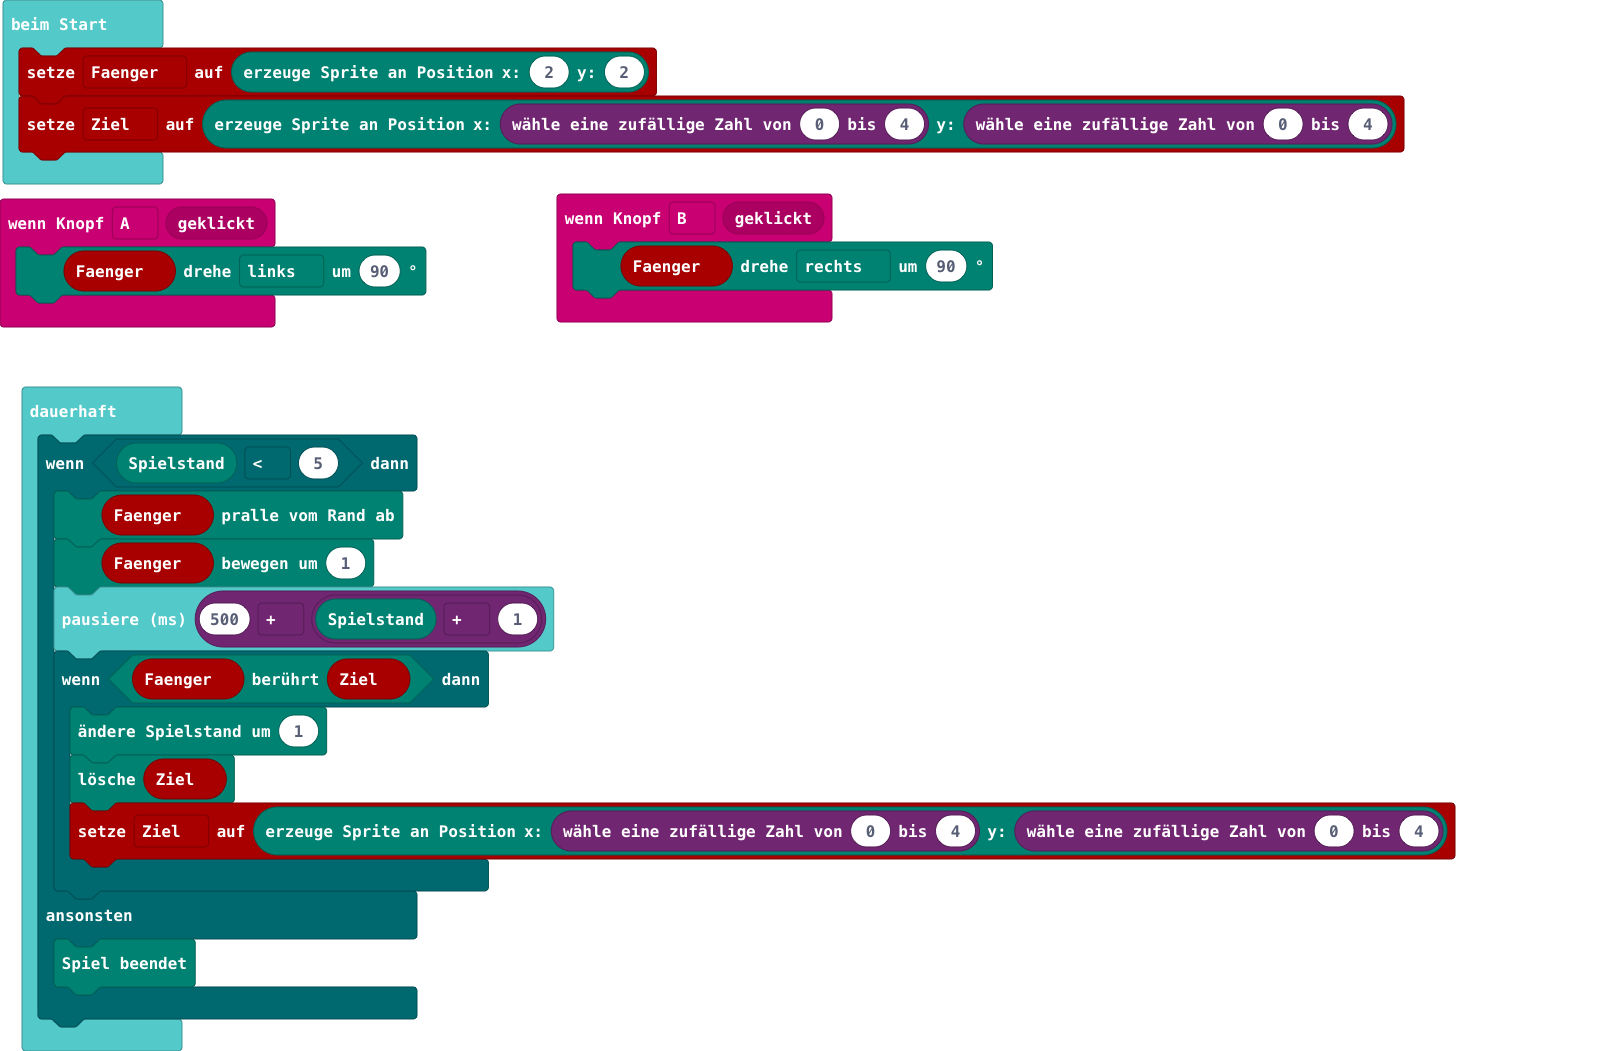 beim Start
setze Faenger auf erzeuge Sprite an Position x: 2 y: 2
setze Ziel auf erzeuge Sprite an Position x: wähle eine zufällige Zahl von 0 bis 4 y: wähle eine zufällige Zahl von 0 bis 4
wenn Knopf A geklickt
Faenger drehe links um 90 °
wenn Knopf B geklickt
Faenger drehe rechts um 90 °
dauerhaft
wenn Spielstand < 5 dann
Faenger pralle vom Rand ab
Faenger bewegen um 1
pausiere (ms) 500 + Spielstand + 1
wenn Faenger berührt Ziel dann
ändere Spielstand um 1
lösche Ziel
setze Ziel auf erzeuge Sprite an Position x: wähle eine zufällige Zahl von 0 bis 4 y: wähle eine zufällige Zahl von 0 bis 4
ansonsten
Spiel beendet